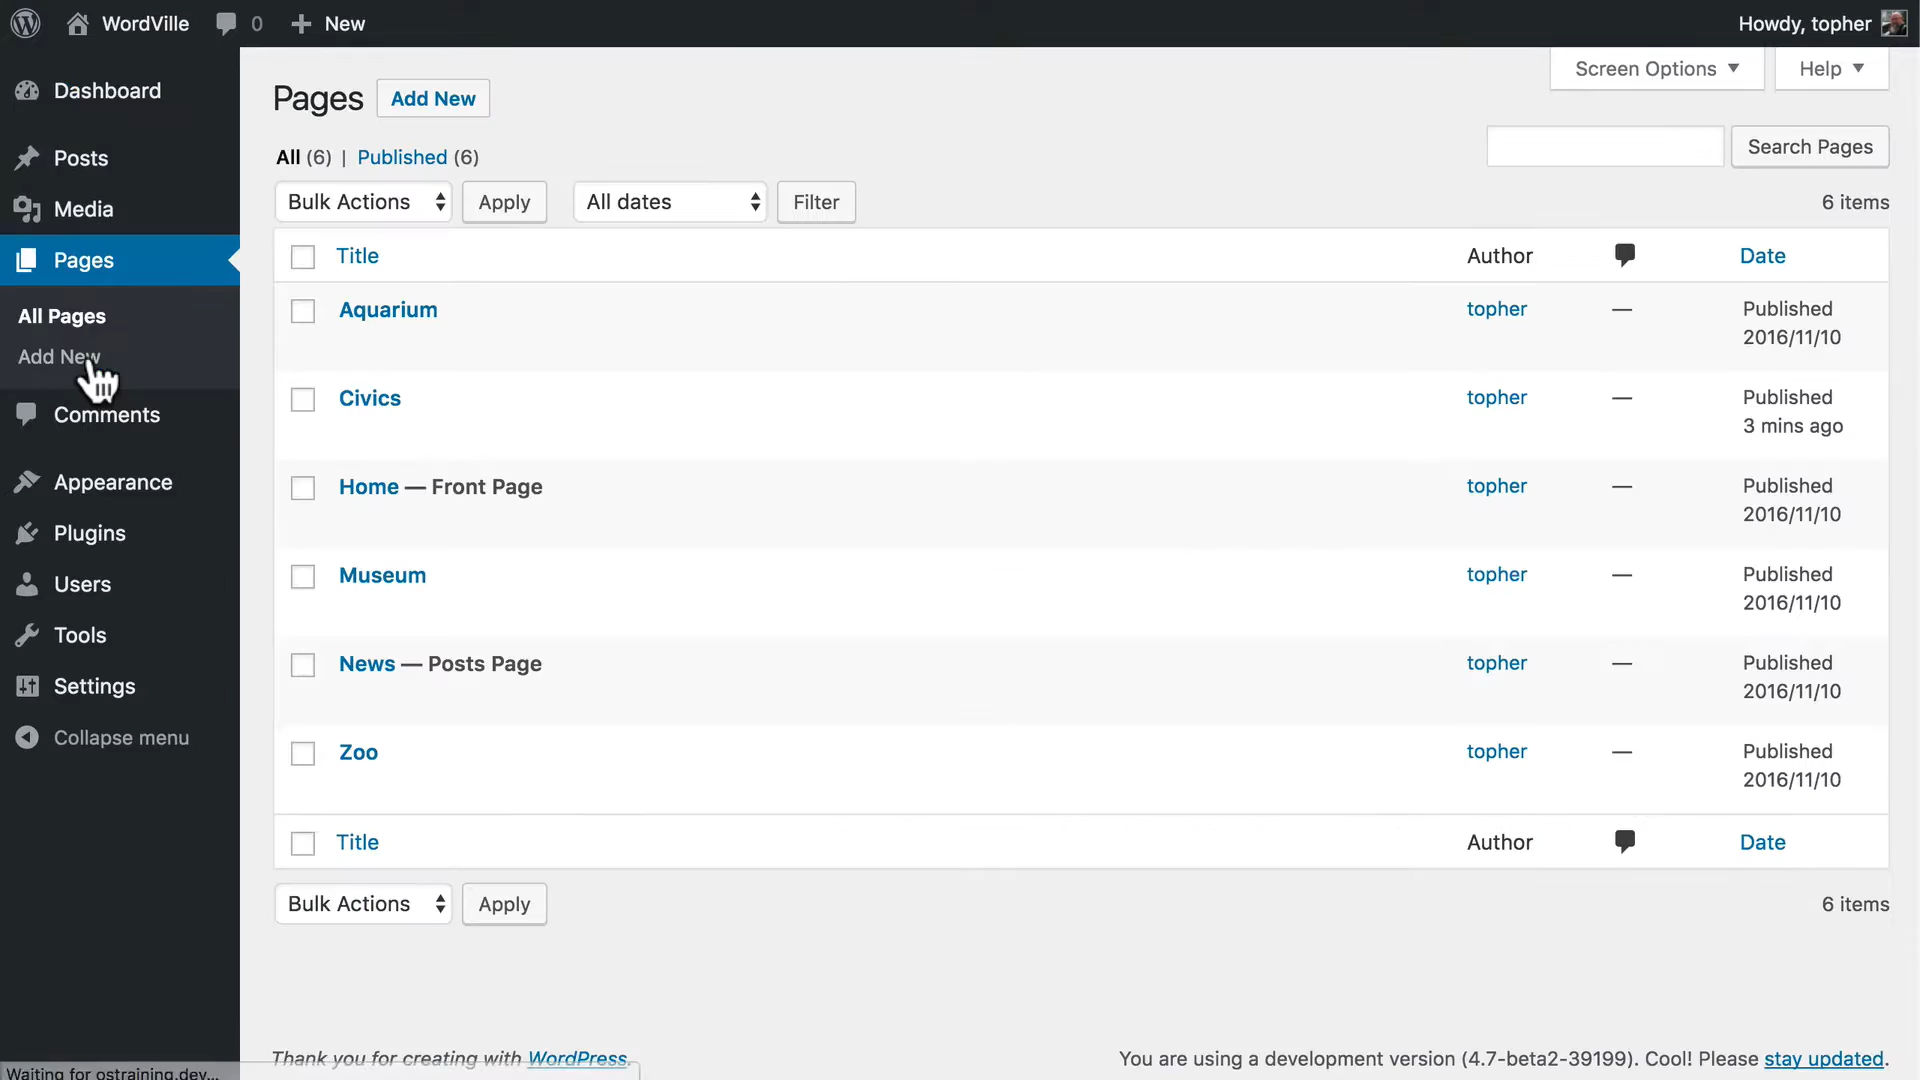 WordVille 0 New Howdy, topher
Dashboard
Posts
Media
Pages
All Pages
Add New
Comments
Appearance
Plugins
Users
Tools
Settings
Collapse menu
Screen Options Help
Pages Add New
All (6) | Published (6)
Search Pages
Bulk Actions Apply All dates Filter 6 items
Title Author Date
Aquarium topher — Published
2016/11/10
Civics topher — Published
3 mins ago
Home — Front Page topher — Published
2016/11/10
Museum topher — Published
2016/11/10
News — Posts Page topher — Published
2016/11/10
Zoo topher — Published
2016/11/10
Title Author Date
Bulk Actions Apply 6 items
Thank you for creating with WordPress. You are using a development version (4.7-beta2-39199). Cool! Please stay updated.
Waiting for ostraining.dev...